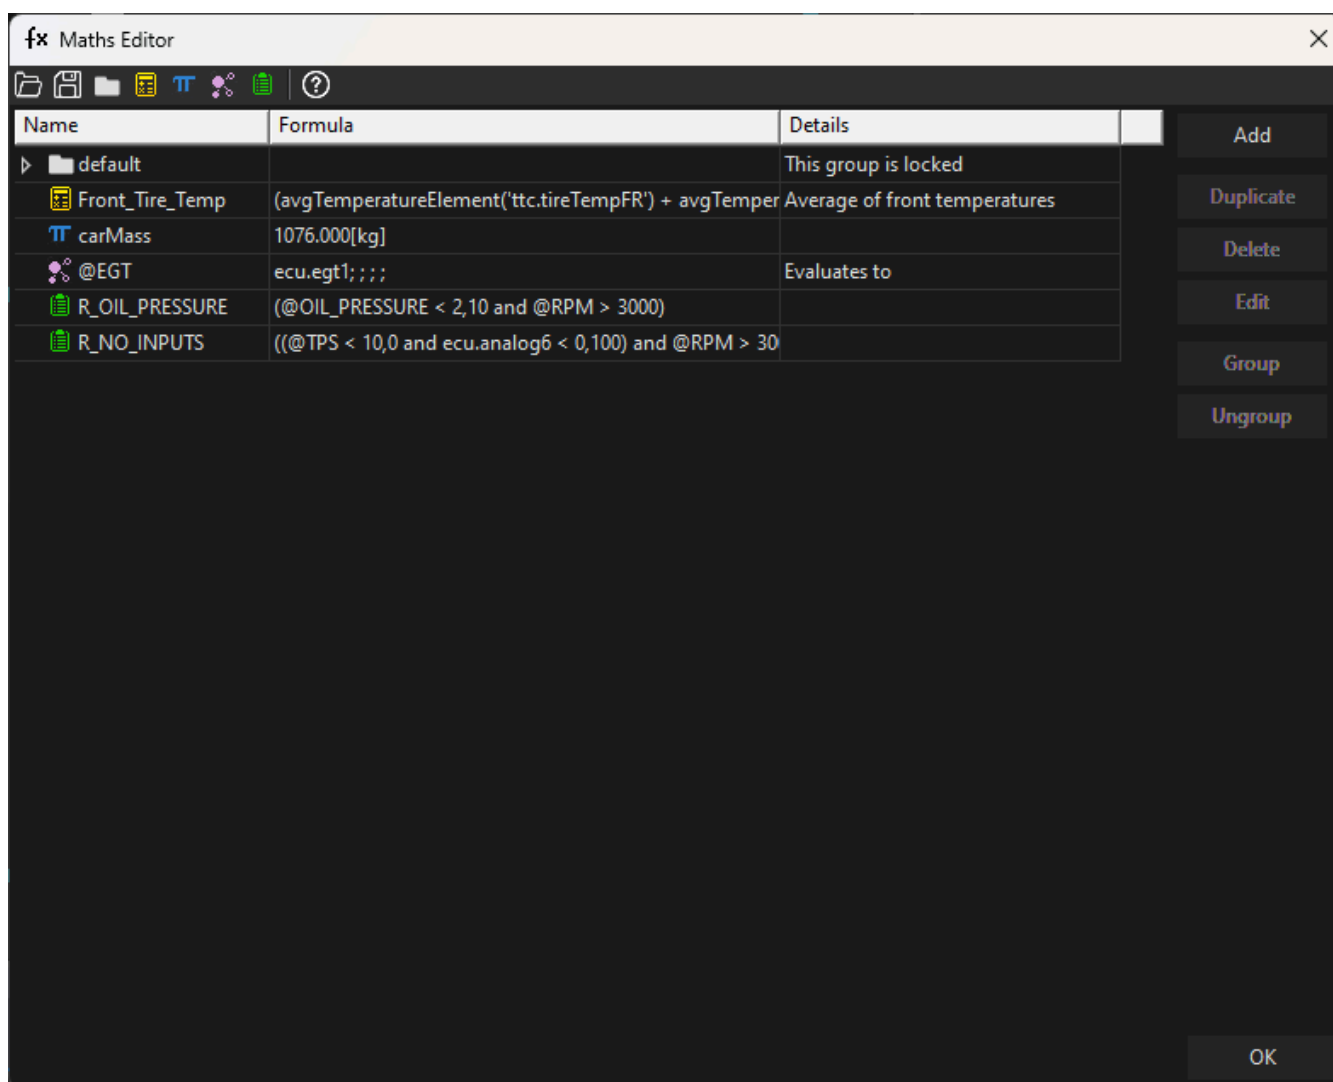 fx Maths Editor
Name Formula Details
Add
default This group is locked
Front_Tire_Temp (avgTemperatureElement('ttc.tireTempFR') + avgTemper Average of front temperatures
Duplicate
carMass 1076.000[kg]
Delete
@EGT ecu.egt1; ; ; ; Evaluates to
R_OIL_PRESSURE (@OIL_PRESSURE < 2,10 and @RPM > 3000)
Edit
R_NO_INPUTS ((@TPS < 10,0 and ecu.analog6 < 0,100) and @RPM > 30
Group
Ungroup
OK